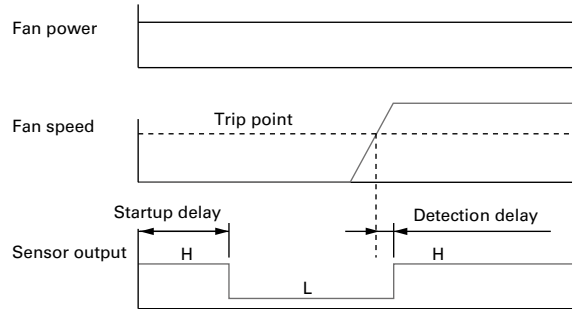 Fan power
Fan speed
Trip point
Startup delay
Detection delay
Sensor output
H
H
L